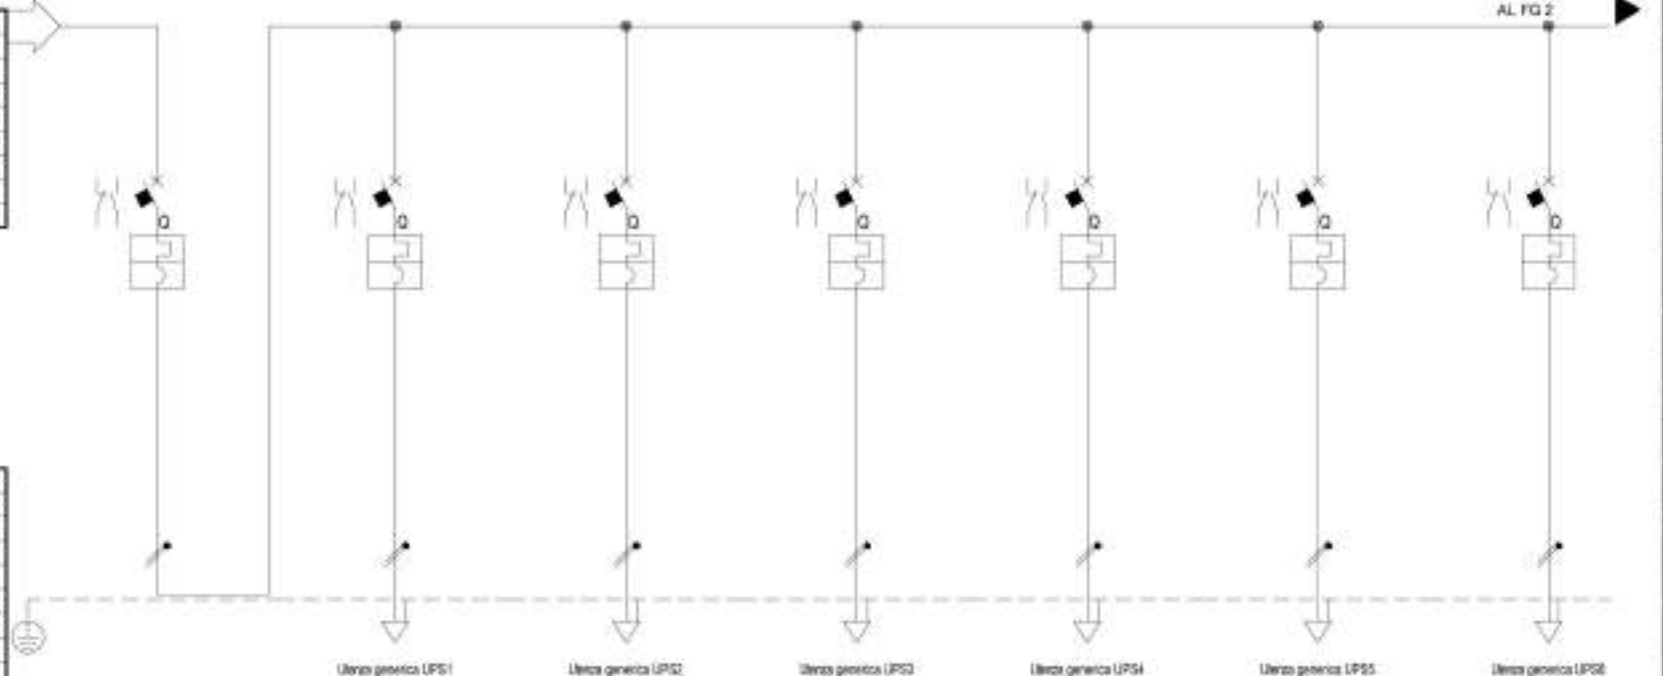 AL FG 2
Q
Q
Q
Q
Q
Q
Q
Utenza generica UPS1
Utenza generica UPS2
Utenza generica UPS3
Utenza generica UPS4
Utenza generica UPS5
Utenza generica UPS6